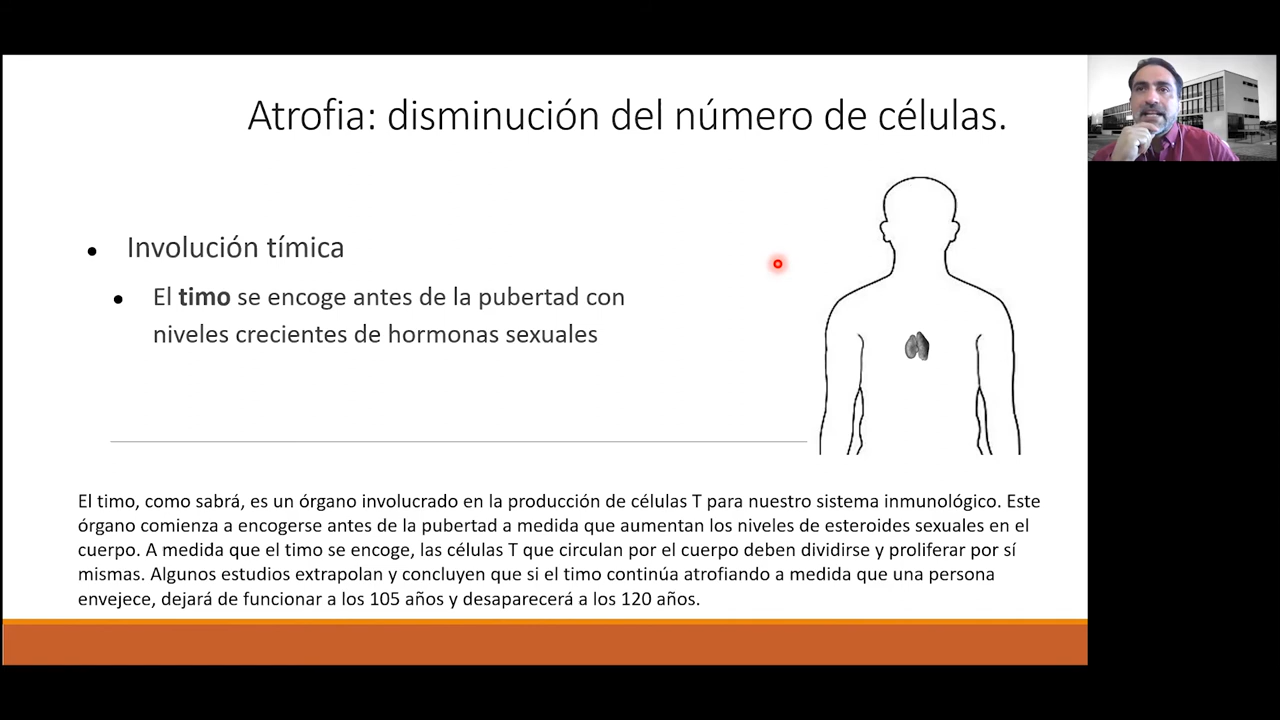 Atrofia: disminución del número de células.
Involución tímica
El timo se encoge antes de la pubertad con
niveles crecientes de hormonas sexuales
El timo, como sabrá, es un órgano involucrado en la producción de células T para nuestro sistema inmunológico. Este
órgano comienza a encogerse antes de la pubertad a medida que aumentan los niveles de esteroides sexuales en el
cuerpo. A medida que el timo se encoge, las células T que circulan por el cuerpo deben dividirse y proliferar por sí
mismas. Algunos estudios extrapolan y concluyen que si el timo continúa atrofiando a medida que una persona
envejece, dejará de funcionar a los 105 años y desaparecerá a los 120 años.